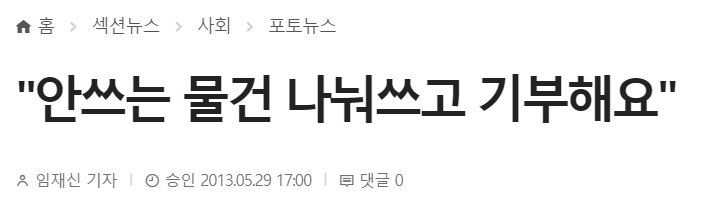 홈 > 섹션뉴스 > 사회 > 포토뉴스
"안쓰는 물건 나눠쓰고 기부해요"
임재신 기자 | 승인 2013.05.29 17:00 | 댓글 0